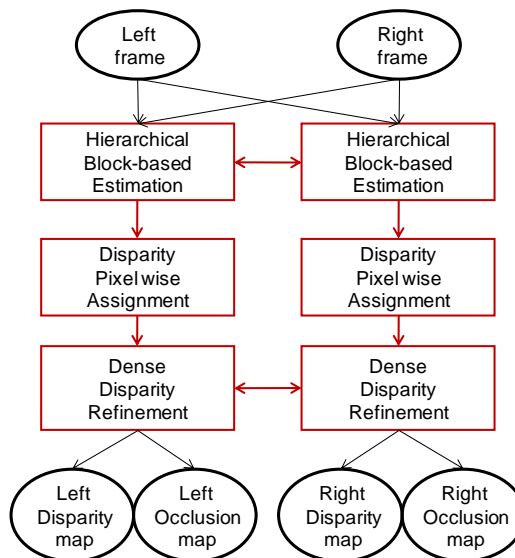 Left
frame
Right
frame
Hierarchical
Block-based
Estimation
Hierarchical
Block-based
Estimation
Disparity
Pixel wise
Assignment
Disparity
Pixel wise
Assignment
Dense
Disparity
Refinement
Dense
Disparity
Refinement
Left
Disparity
map
Left
Occlusion
map
Right
Disparity
map
Right
Occlusion
map